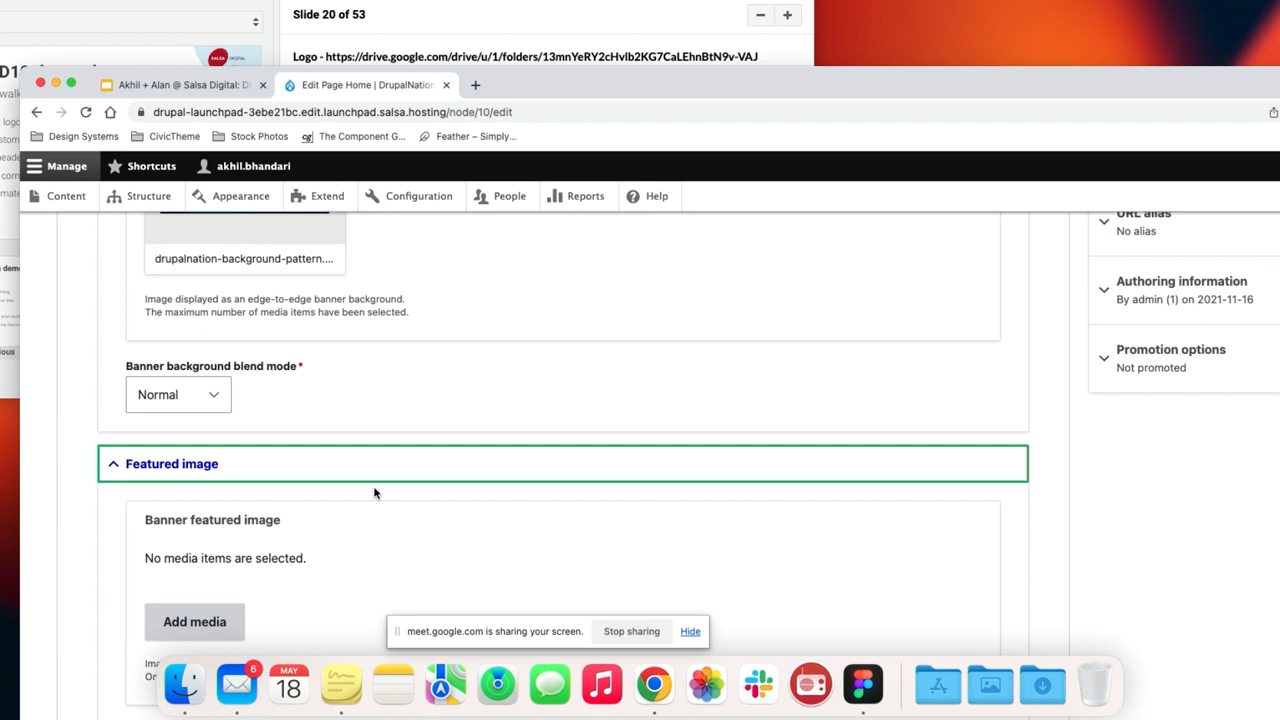 Slide 20 of 53
Logo - https://drive.google.com/drive/u/1/folders/13mnYeRY2cHvlb2KG7CaLEhnBtN9v-VAJ
SALSA DIGITAL
Akhil + Alan @ Salsa Digital: D
Edit Page Home | DrupalNation
drupal-launchpad-3ebe21bc.edit.launchpad.salsa.hosting/node/10/edit
Design Systems
CivicTheme
Stock Photos
cg The Component G...
Feather – Simply...
Manage
Shortcuts
akhil.bhandari
Content
Structure
Appearance
Extend
Configuration
People
Reports
Help
URL alias
No alias
drupalnation-background-pattern....
Authoring information
By admin (1) on 2021-11-16
Image displayed as an edge-to-edge banner background.
The maximum number of media items have been selected.
Promotion options
Not promoted
Banner background blend mode*
Normal
Featured image
Banner featured image
No media items are selected.
Add media
meet.google.com is sharing your screen.
Stop sharing
Hide
6
MAY
18